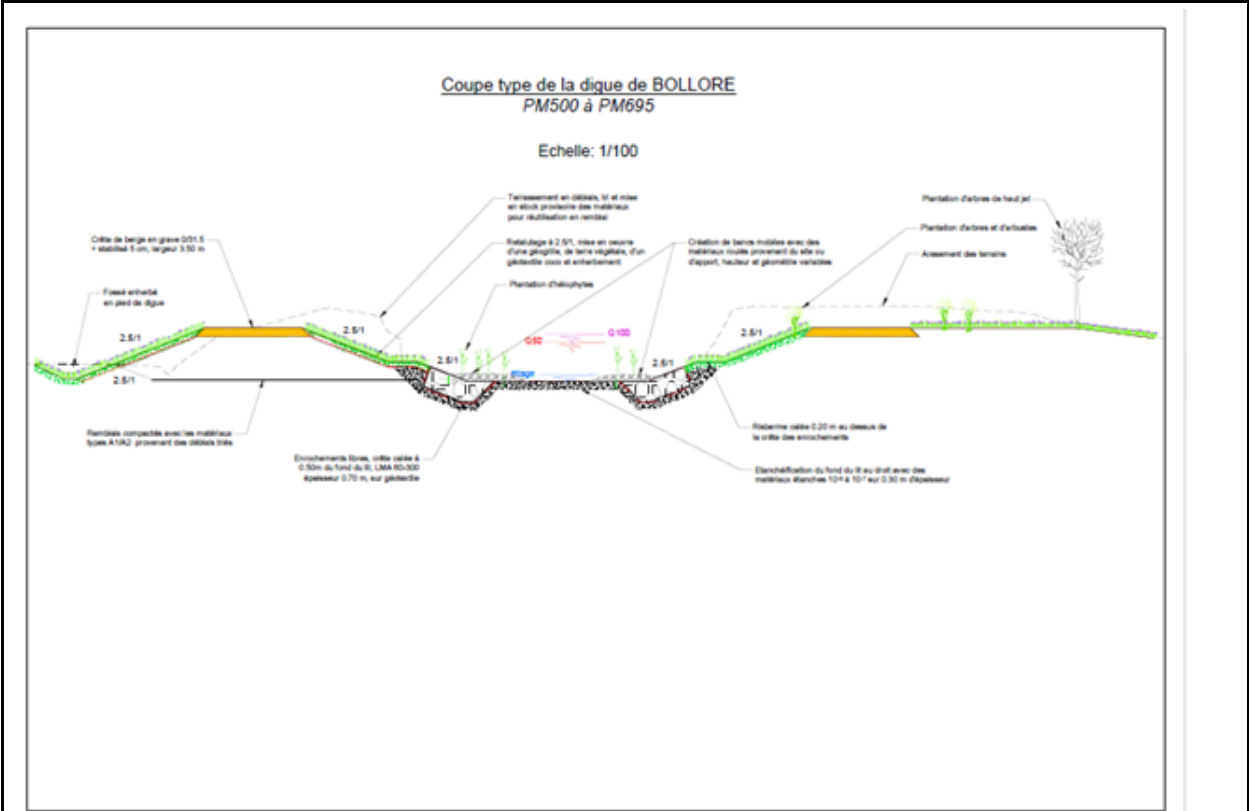 Coupe type de la digue de BOLLORE
PM500 à PM695
Echelle: 1/100
Terrassement en déblais, tri et mise
en stock provisoire des matériaux
pour réutilisation en remblai
Plantation d'arbres de haut jet
Crête de berge en grave 0/31.5
+ stabilisé 5 cm, largeur 3.50 m
Retalutage à 2.5/1, mise en oeuvre
d'une géogrille, de terre végétale, d'un
géotextile coco et enherbement
Création de bancs mobiles avec des
matériaux roulés provenant du site ou
d'apport, hauteur et géométrie variables
Plantation d'arbres et d'arbustes
Arasement des terrains
Fossé enherbé
en pied de digue
Plantation d'hélophytes
2.5/1
2.5/1
Q100
Q50
2.5/1
2.5/1
2.5/1
2.5/1
étiage
Remblais compactés avec les matériaux
types A1/A2 provenant des déblais triés
Risberme calée 0.20 m au dessus de
la crête des enrochements
Enrochements libres, crête calée à
0.50m du fond du lit, LMA 60-300
épaisseur 0.70 m, sur géotextile
Etanchéification du fond du lit au droit avec des
matériaux étanches 10⁻⁶ à 10⁻⁷ sur 0.30 m d'épaisseur